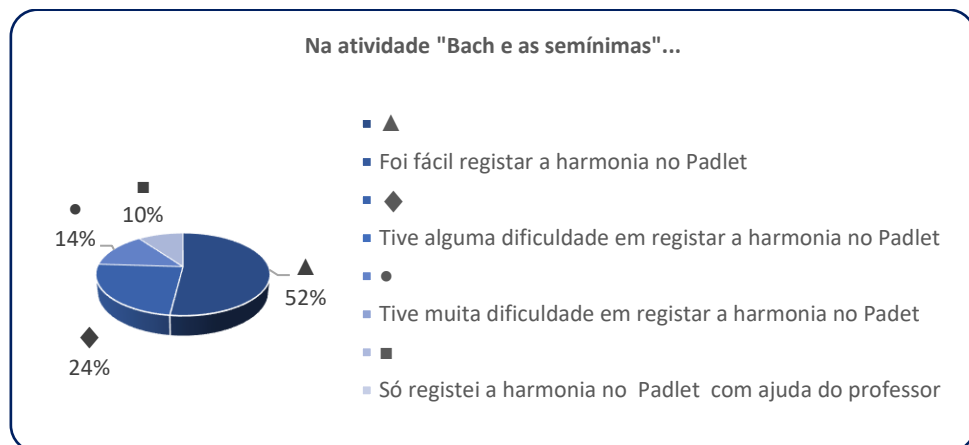 Na atividade "Bach e as semínimas"...
▲
Foi fácil registar a harmonia no Padlet
◆
Tive alguma dificuldade em registar a harmonia no Padlet
●
Tive muita dificuldade em registar a harmonia no Padet
■
Só registei a harmonia no Padlet com ajuda do professor
■
10%
●
14%
▲
52%
◆
24%